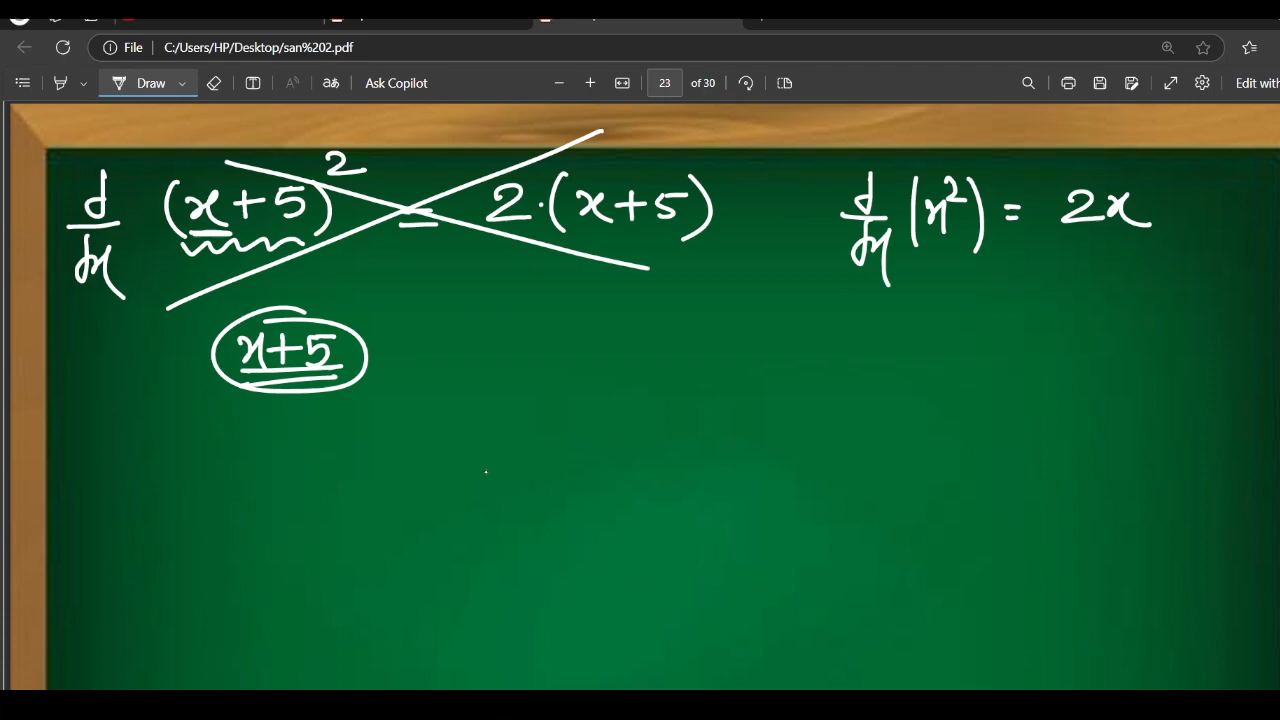 File C:/Users/HP/Desktop/san%202.pdf
Draw Ask Copilot 23 of 30 Edit with
d/dx (x+5)² = 2·(x+5)
d/dx (x²) = 2x
x+5